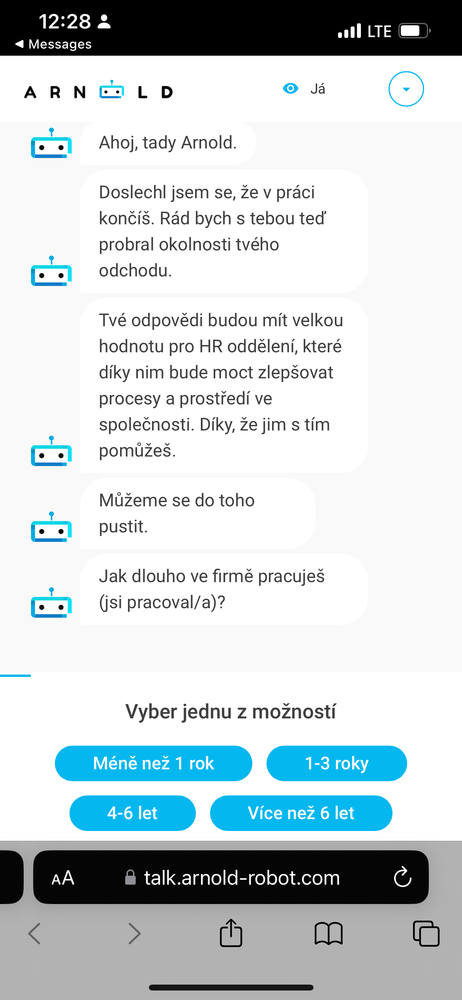 12:28
Messages
LTE
ARNOLD
Já
Ahoj, tady Arnold.
Doslechl jsem se, že v práci
končíš. Rád bych s tebou teď
probral okolnosti tvého
odchodu.
Tvé odpovědi budou mít velkou
hodnotu pro HR oddělení, které
díky nim bude moct zlepšovat
procesy a prostředí ve
společnosti. Díky, že jim s tím
pomůžeš.
Můžeme se do toho
pustit.
Jak dlouho ve firmě pracuješ
(jsi pracoval/a)?
Vyber jednu z možností
Méně než 1 rok
1-3 roky
4-6 let
Více než 6 let
AA
talk.arnold-robot.com